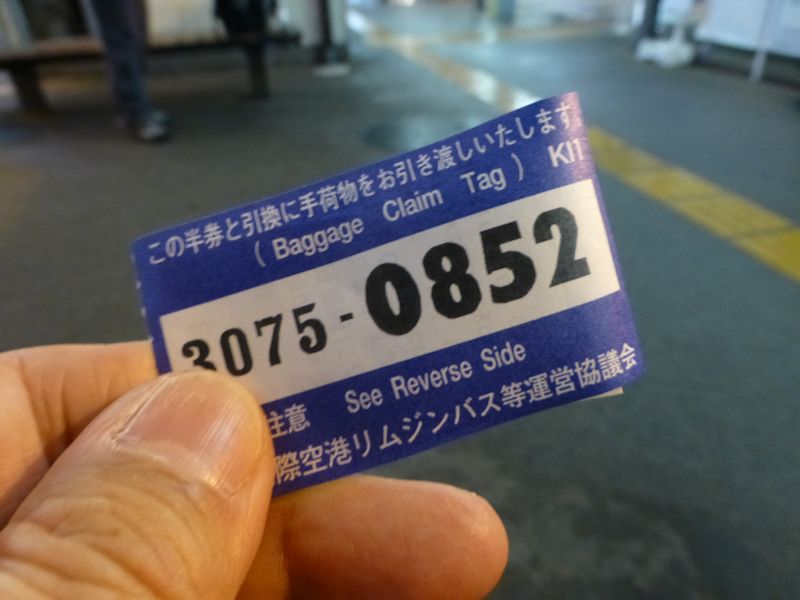 この半券と引換に手荷物をお引き渡しいたします
( Baggage Claim Tag ) KI1
3075-0852
注意 See Reverse Side
際空港リムジンバス等運営協議会